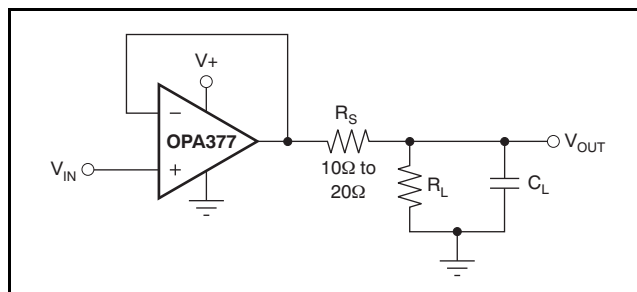 V+
–
OPA377
+
V_IN
R_S
10Ω to
20Ω
R_L
C_L
V_OUT